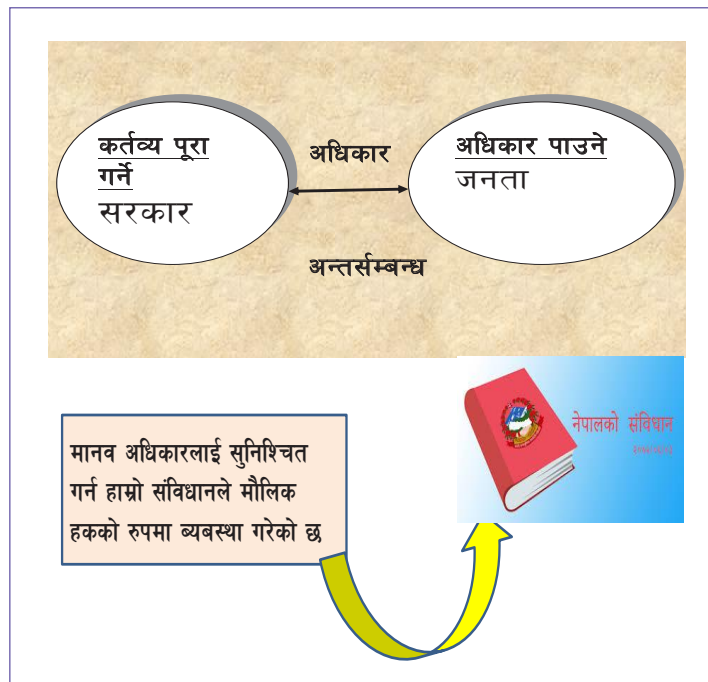 कर्तव्य पूरा
गर्ने
सरकार
अधिकार
अन्तर्सम्बन्ध
अधिकार पाउने
जनता
नेपालको संविधान
मानव अधिकारलाई सुनिश्चित
गर्न हाम्रो संविधानले मौलिक
हकको रुपमा ब्यबस्था गरेको छ